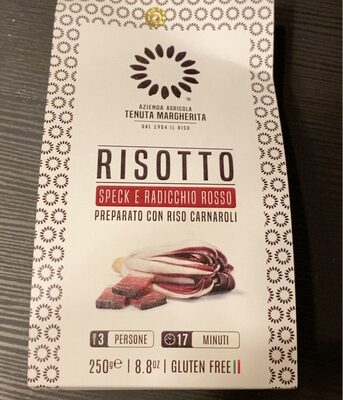 ®
AZIENDA AGRICOLA
TENUTA MARGHERITA
DAL 1904 IL RISO
RISOTTO
SPECK E RADICCHIO ROSSO
PREPARATO CON RISO CARNAROLI
3 PERSONE 17 MINUTI
250g℮ | 8.8oz | GLUTEN FREE